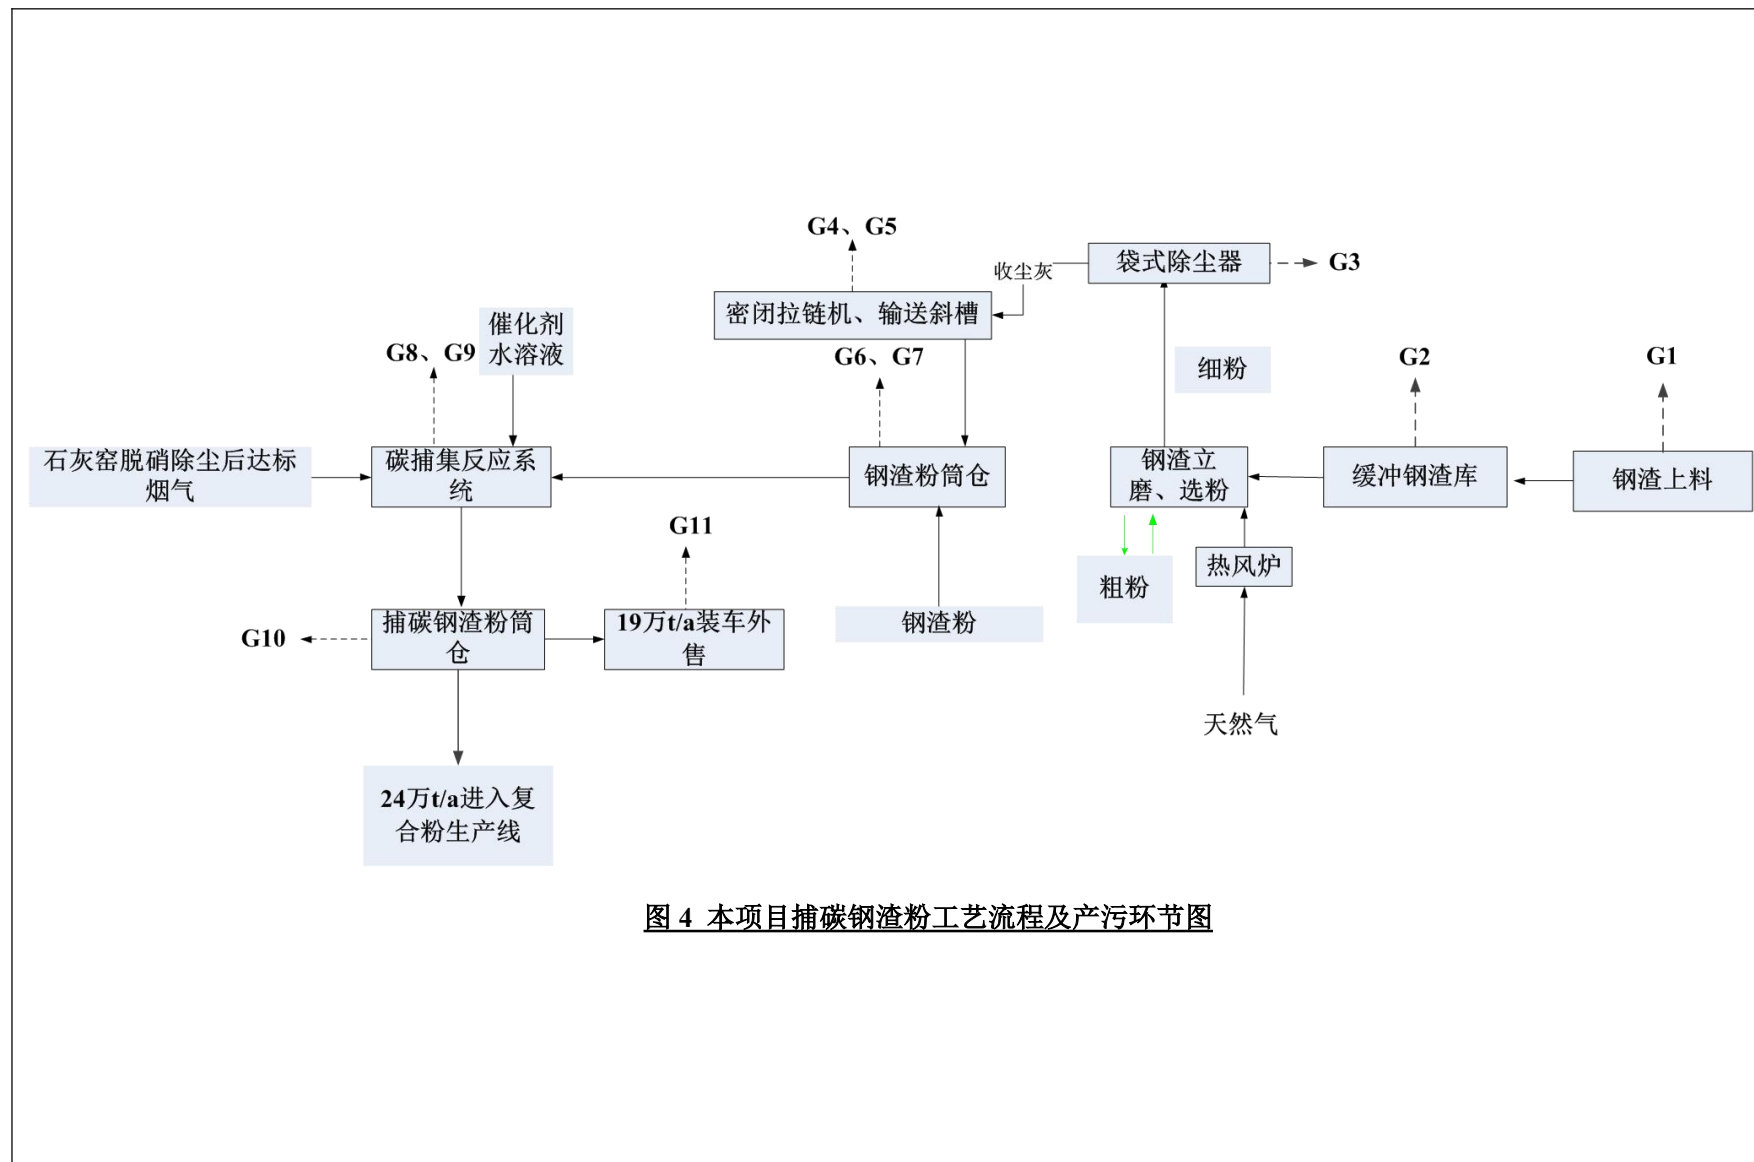 G4、G5
袋式除尘器
G3
收尘灰
密闭拉链机、输送斜槽
催化剂
水溶液
G8、G9
G6、G7
细粉
G2
G1
石灰窑脱硝除尘后达标
烟气
碳捕集反应系
统
钢渣粉筒仓
钢渣立
磨、选粉
缓冲钢渣库
钢渣上料
G11
热风炉
粗粉
G10
捕碳钢渣粉筒
仓
19万t/a装车外
售
钢渣粉
天然气
24万t/a进入复
合粉生产线
图 4 本项目捕碳钢渣粉工艺流程及产污环节图